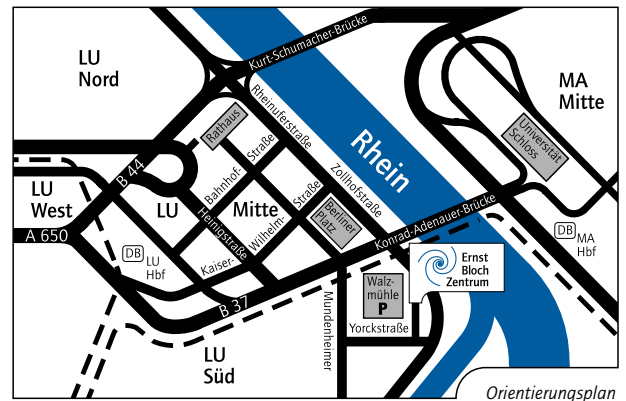 Kurt-Schumacher-Brücke
LU
Nord
MA
Mitte
Rheinuferstraße
Rathaus
Universität
Schloss
Rhein
Straße
Bahnhof-
Zollhofstraße
B 44
LU
West
LU
Mitte
Heinigstraße
Straße
Wilhelm-
Kaiser-
Berliner
Platz
Konrad-Adenauer-Brücke
A 650
DB
LU
Hbf
DB
MA
Hbf
Ernst
Bloch
Zentrum
Walz-
mühle
P
B 37
Mundenheimer
Yorckstraße
LU
Süd
Orientierungsplan